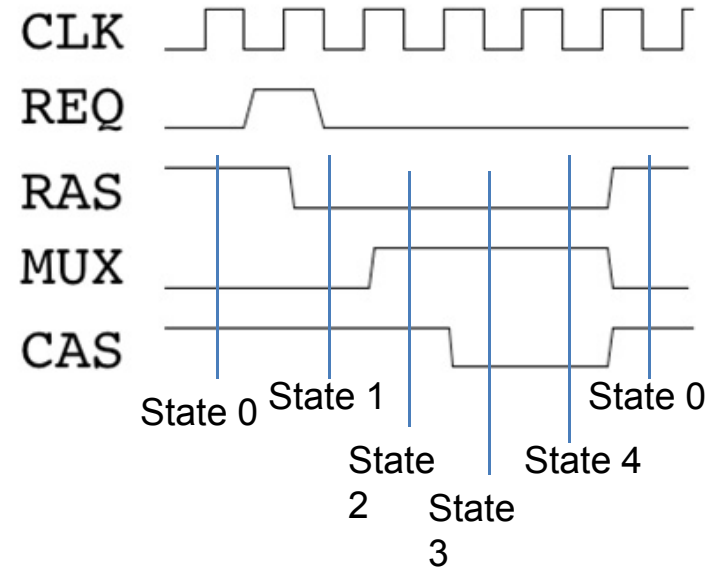 CLK
REQ
RAS
MUX
CAS
State 0
State 1
State
2
State
3
State 4
State 0